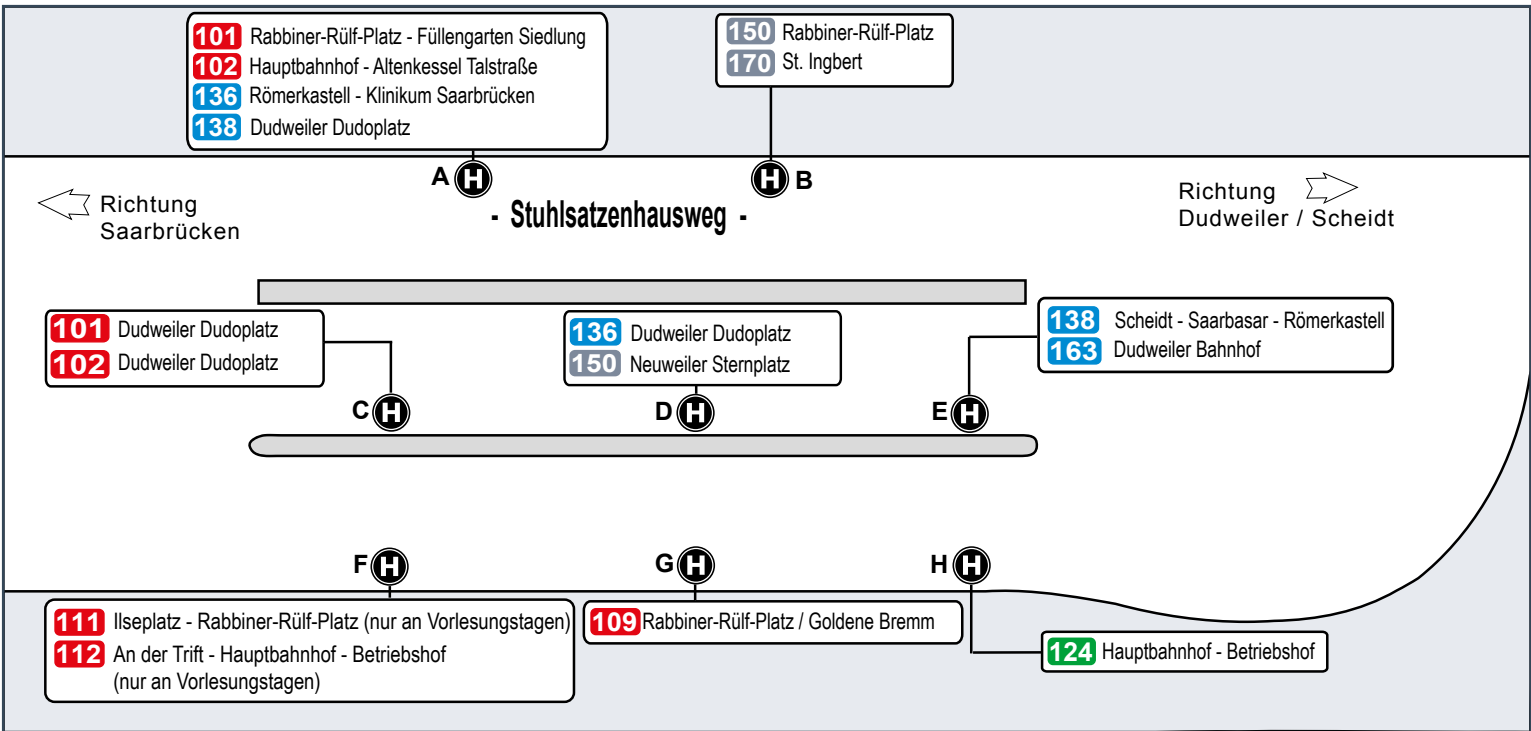 101 Rabbiner-Rülf-Platz - Füllengarten Siedlung
102 Hauptbahnhof - Altenkessel Talstraße
136 Römerkastell - Klinikum Saarbrücken
138 Dudweiler Dudoplatz
150 Rabbiner-Rülf-Platz
170 St. Ingbert
A H
H B
Richtung
Saarbrücken
- Stuhlsatzenhausweg -
Richtung
Dudweiler / Scheidt
101 Dudweiler Dudoplatz
102 Dudweiler Dudoplatz
136 Dudweiler Dudoplatz
150 Neuweiler Sternplatz
138 Scheidt - Saarbasar - Römerkastell
163 Dudweiler Bahnhof
C H
D H
E H
F H
G H
H H
111 Ilseplatz - Rabbiner-Rülf-Platz (nur an Vorlesungstagen)
112 An der Trift - Hauptbahnhof - Betriebshof
(nur an Vorlesungstagen)
109 Rabbiner-Rülf-Platz / Goldene Bremm
124 Hauptbahnhof - Betriebshof